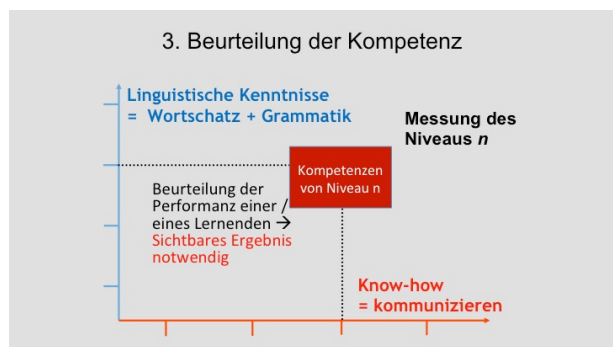 3. Beurteilung der Kompetenz
Linguistische Kenntnisse
= Wortschatz + Grammatik
Messung des
Niveaus n
Kompetenzen
von Niveau n
Beurteilung der
Performanz einer /
eines Lernenden →
Sichtbares Ergebnis
notwendig
Know-how
= kommunizieren